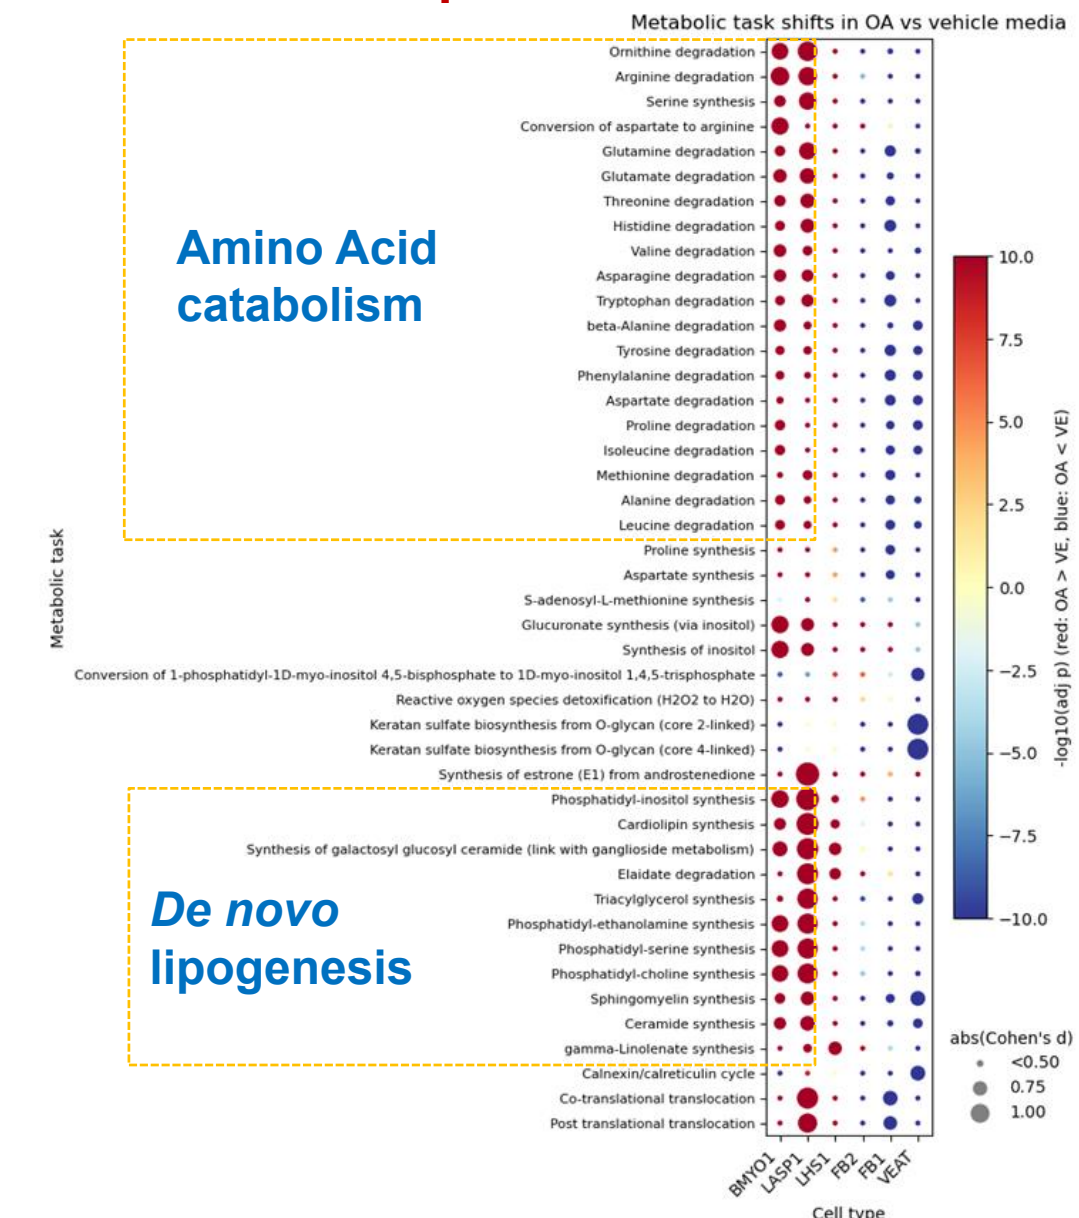 Metabolic task shifts in OA vs vehicle media
Ornithine degradation
Arginine degradation
Serine synthesis
Conversion of aspartate to arginine
Glutamine degradation
Glutamate degradation
Threonine degradation
Histidine degradation
Valine degradation
Asparagine degradation
Tryptophan degradation
beta-Alanine degradation
Tyrosine degradation
Phenylalanine degradation
Aspartate degradation
Proline degradation
Isoleucine degradation
Methionine degradation
Alanine degradation
Leucine degradation
Proline synthesis
Aspartate synthesis
S-adenosyl-L-methionine synthesis
Glucuronate synthesis (via inositol)
Synthesis of inositol
Conversion of 1-phosphatidyl-1D-myo-inositol 4,5-bisphosphate to 1D-myo-inositol 1,4,5-trisphosphate
Reactive oxygen species detoxification (H2O2 to H2O)
Keratan sulfate biosynthesis from O-glycan (core 2-linked)
Keratan sulfate biosynthesis from O-glycan (core 4-linked)
Synthesis of estrone (E1) from androstenedione
Phosphatidyl-inositol synthesis
Cardiolipin synthesis
Synthesis of galactosyl glucosyl ceramide (link with ganglioside metabolism)
Elaidate degradation
Triacylglycerol synthesis
Phosphatidyl-ethanolamine synthesis
Phosphatidyl-serine synthesis
Phosphatidyl-choline synthesis
Sphingomyelin synthesis
Ceramide synthesis
gamma-Linolenate synthesis
Calnexin/calreticulin cycle
Co-translational translocation
Post translational translocation
Amino Acid
catabolism
De novo
lipogenesis
Metabolic task
BMYO1
LASP1
LHS1
FB2
FB1
VEAT
Cell type
10.0
7.5
5.0
2.5
0.0
−2.5
−5.0
−7.5
−10.0
-log10(adj p) (red: OA > VE, blue: OA < VE)
abs(Cohen's d)
<0.50
0.75
1.00